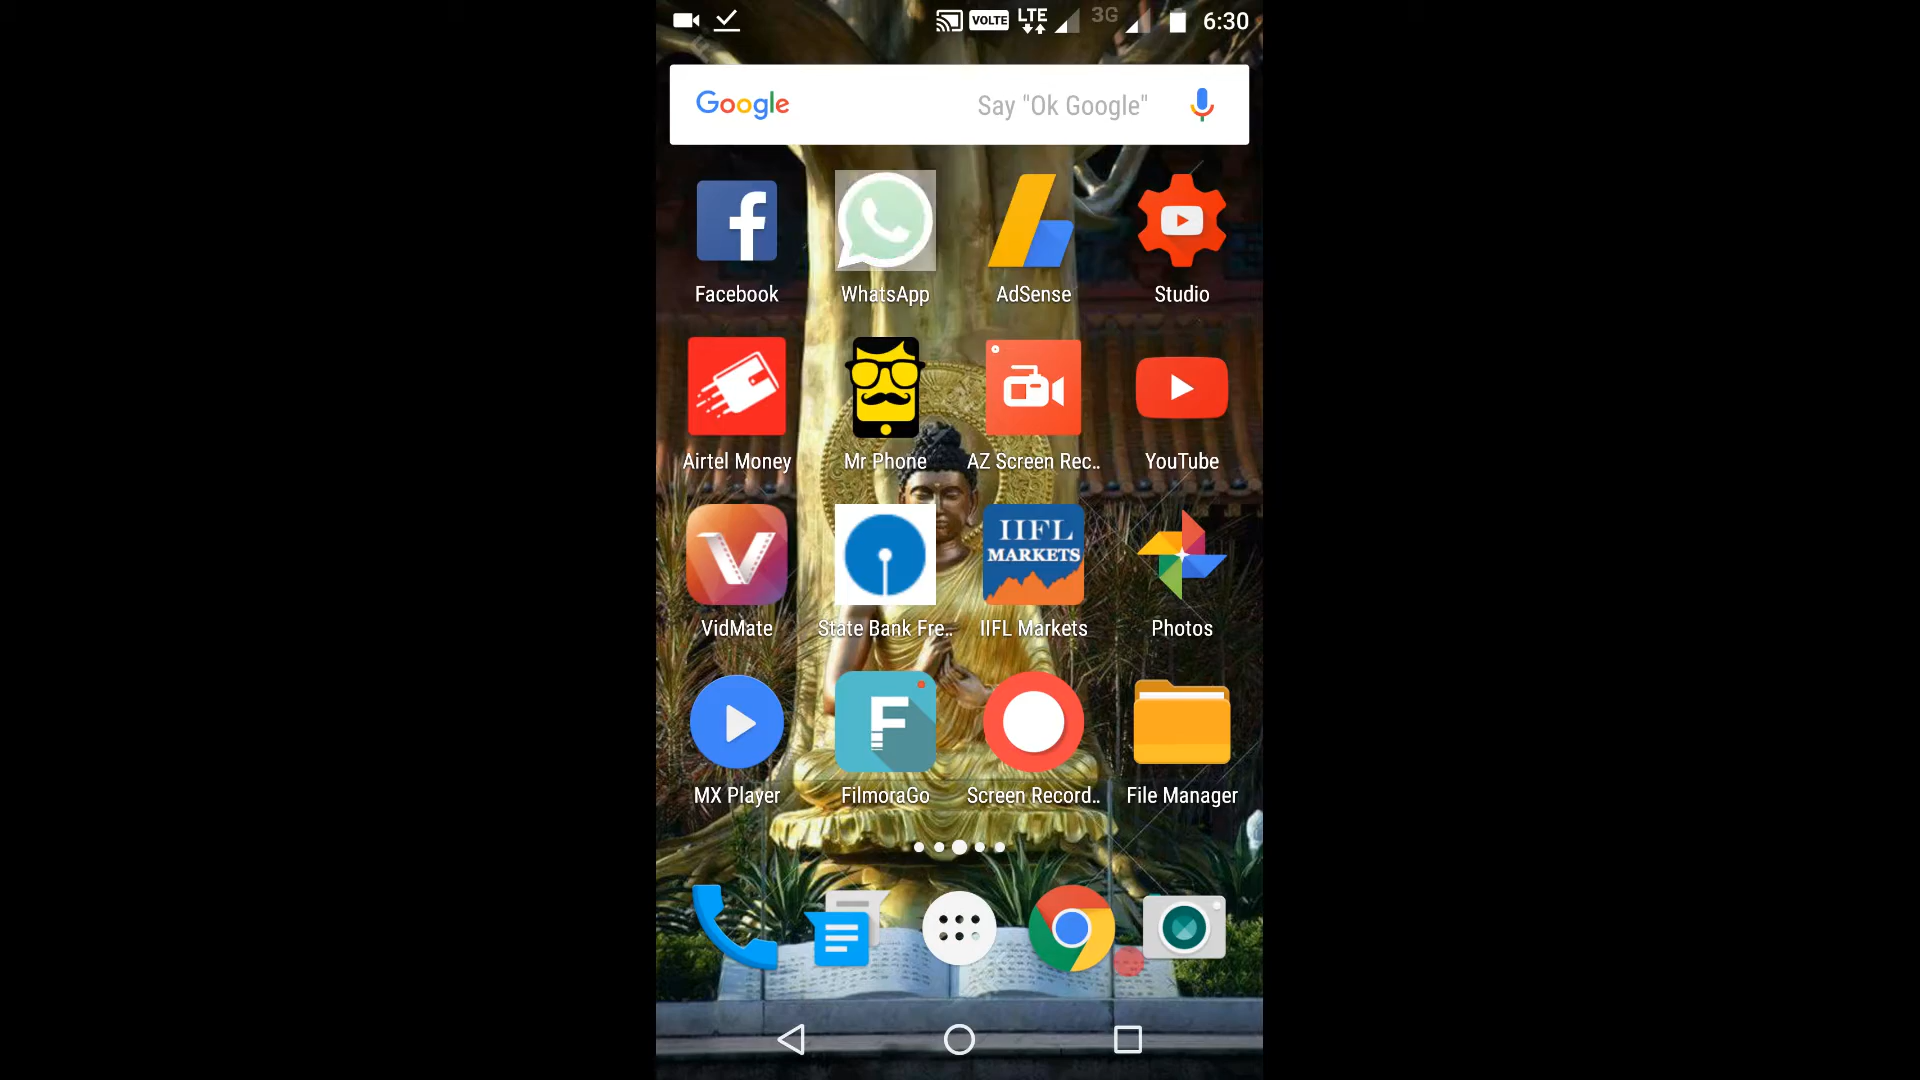 VOLTE LTE 3G 6:30
Google Say "Ok Google"
Facebook WhatsApp AdSense Studio
Airtel Money Mr Phone AZ Screen Rec.. YouTube
IIFL
MARKETS
VidMate State Bank Fre.. IIFL Markets Photos
F
MX Player FilmoraGo Screen Record.. File Manager